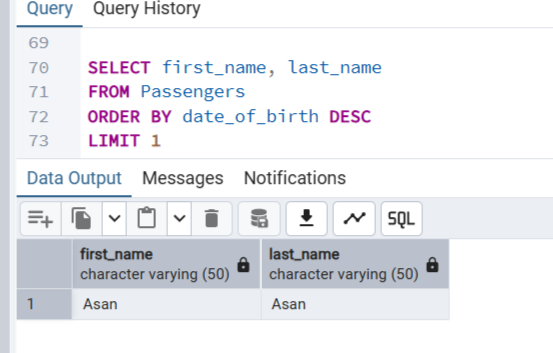 Query Query History
69
70 SELECT first_name, last_name
71 FROM Passengers
72 ORDER BY date_of_birth DESC
73 LIMIT 1
Data Output Messages Notifications
SQL
first_name last_name
character varying (50) character varying (50)
1 Asan Asan